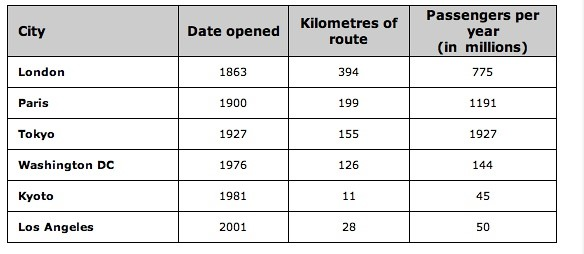 City Date opened Kilometres of route Passengers per year (in millions)
London 1863 394 775
Paris 1900 199 1191
Tokyo 1927 155 1927
Washington DC 1976 126 144
Kyoto 1981 11 45
Los Angeles 2001 28 50